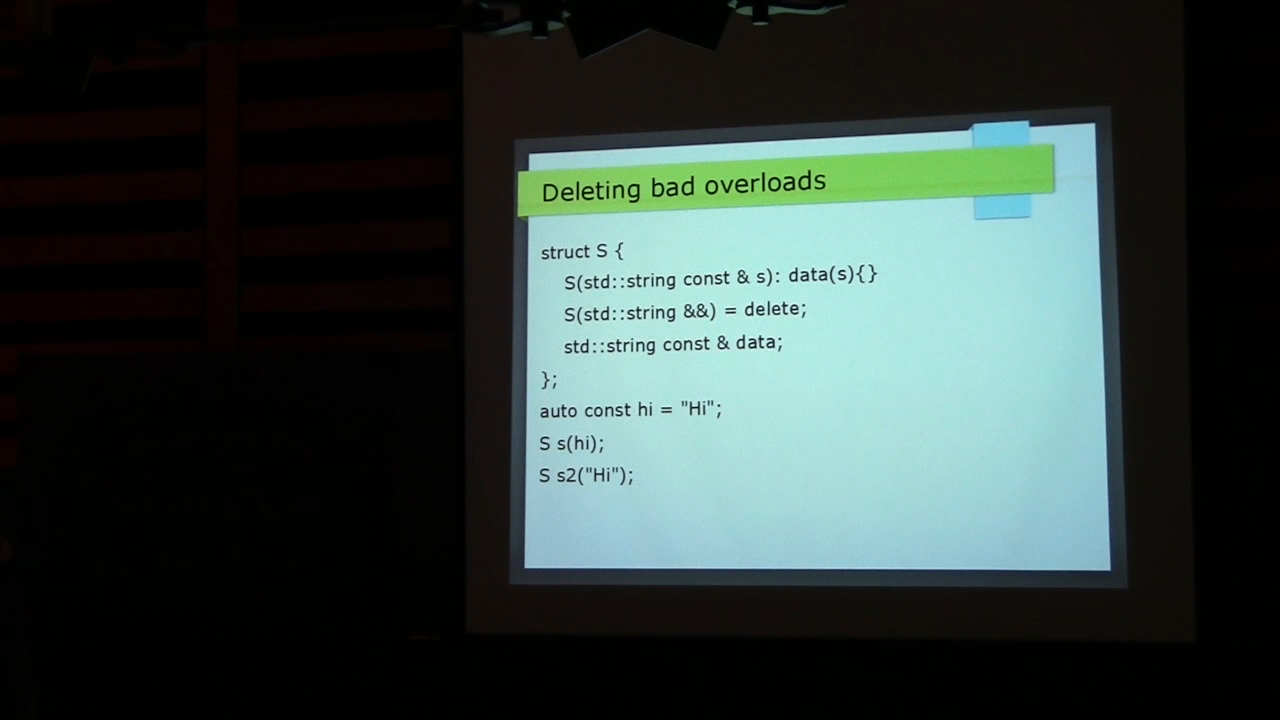 Deleting bad overloads
struct S {
S(std::string const & s): data(s){}
S(std::string &&) = delete;
std::string const & data;
};
auto const hi = "Hi";
S s(hi);
S s2("Hi");